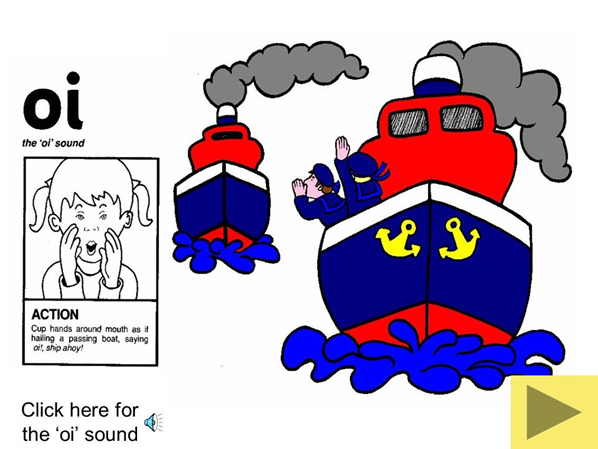 oi
the 'oi' sound
ACTION
Cup hands around mouth as if
hailing a passing boat, saying
oi!, ship ahoy!
Click here for
the ‘oi’ sound